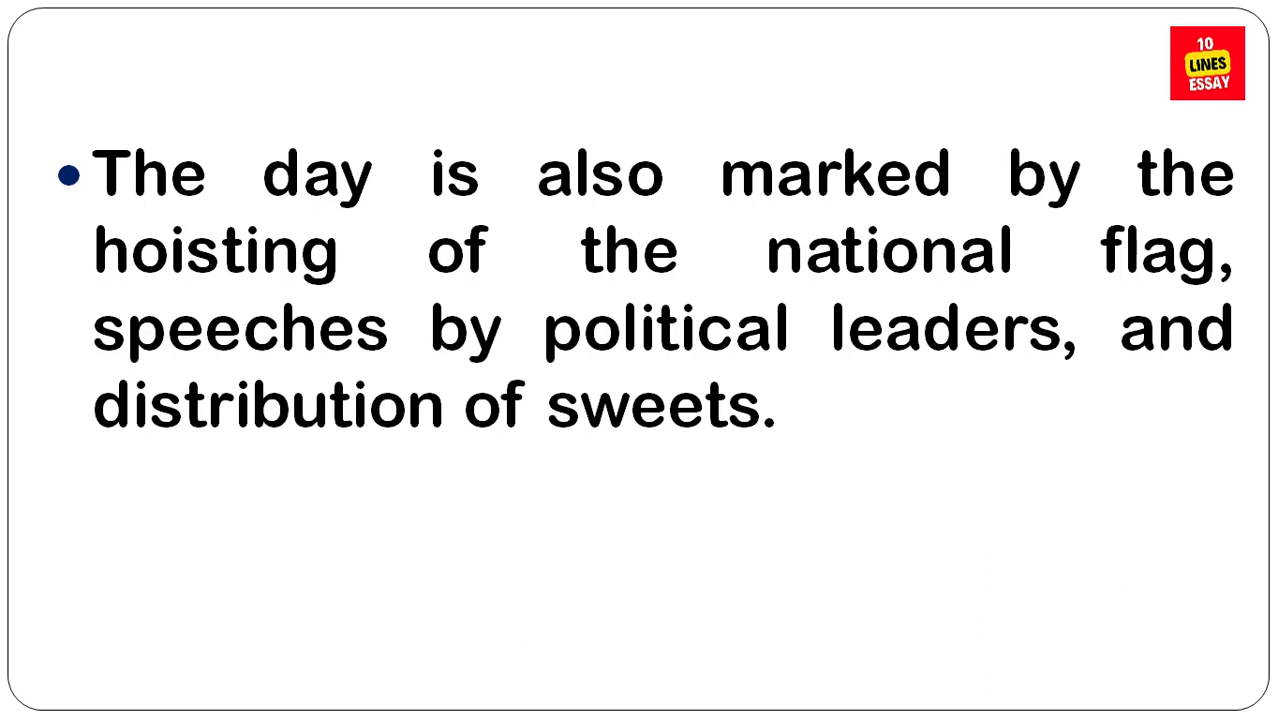 10
LINES
ESSAY
• The day is also marked by the
hoisting of the national flag,
speeches by political leaders, and
distribution of sweets.